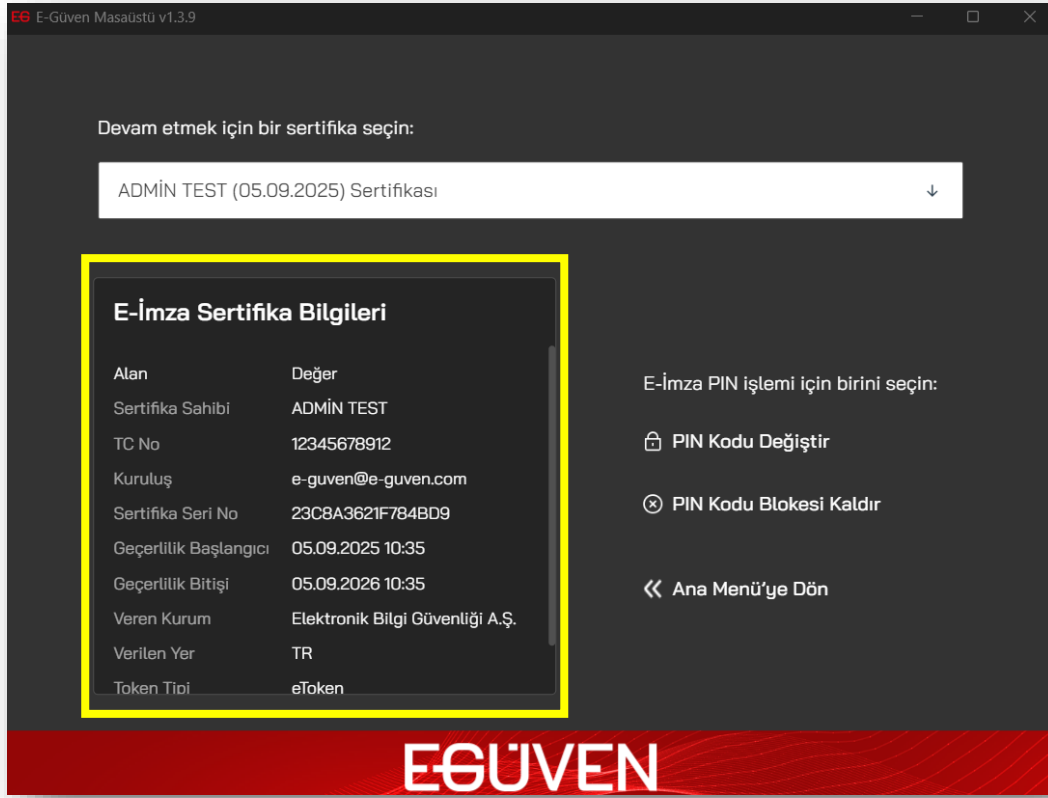 EG E-Güven Masaüstü v1.3.9
Devam etmek için bir sertifika seçin:
ADMİN TEST (05.09.2025) Sertifikası
E-İmza Sertifika Bilgileri
Alan Değer
Sertifika Sahibi ADMİN TEST
TC No 12345678912
Kuruluş e-guven@e-guven.com
Sertifika Seri No 23C8A3621F784BD9
Geçerlilik Başlangıcı 05.09.2025 10:35
Geçerlilik Bitişi 05.09.2026 10:35
Veren Kurum Elektronik Bilgi Güvenliği A.Ş.
Verilen Yer TR
Token Tipi eToken
E-İmza PIN işlemi için birini seçin:
PIN Kodu Değiştir
PIN Kodu Blokesi Kaldır
Ana Menü'ye Dön
EGÜVEN